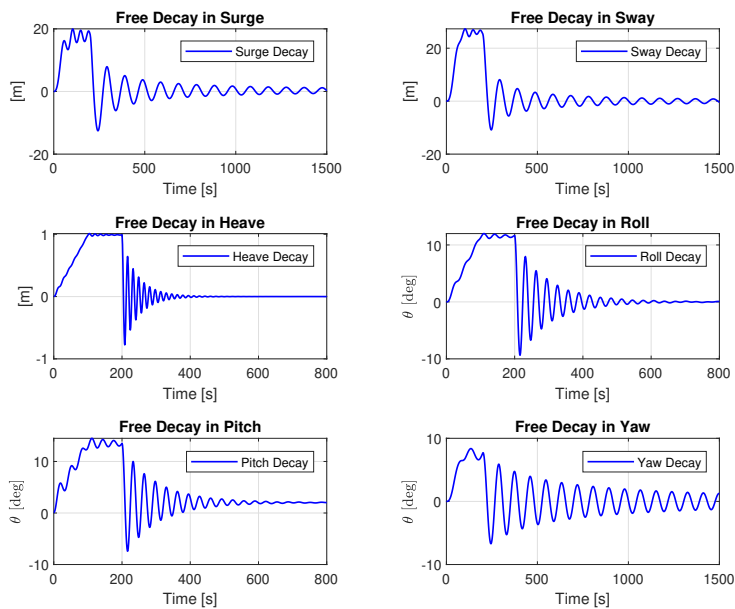 Free Decay in Surge
20
0
-20
[m]
Surge Decay
0 500 1000 1500
Time [s]
Free Decay in Sway
20
0
-20
[m]
Sway Decay
0 500 1000 1500
Time [s]
Free Decay in Heave
1
0
-1
[m]
Heave Decay
0 200 400 600 800
Time [s]
Free Decay in Roll
10
0
-10
θ [deg]
Roll Decay
0 200 400 600 800
Time [s]
Free Decay in Pitch
10
0
-10
θ [deg]
Pitch Decay
0 200 400 600 800
Time [s]
Free Decay in Yaw
10
0
-10
θ [deg]
Yaw Decay
0 500 1000 1500
Time [s]